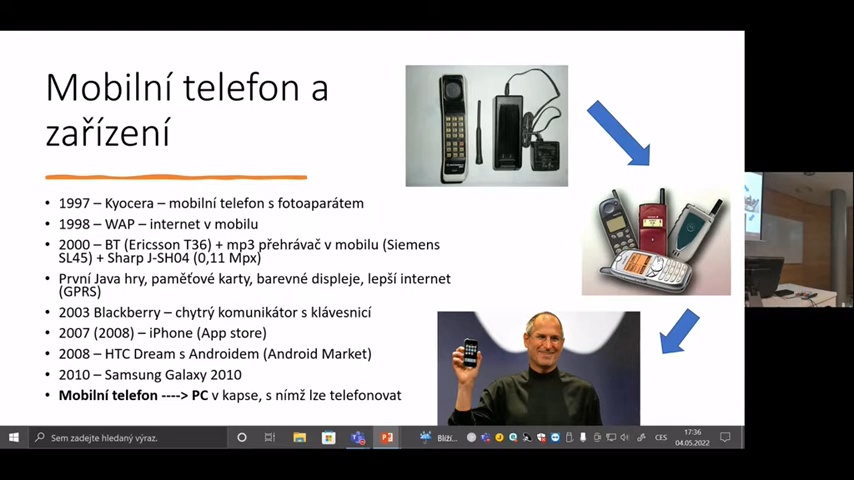 Mobilní telefon a
zařízení
• 1997 – Kyocera – mobilní telefon s fotoaparátem
• 1998 – WAP – internet v mobilu
• 2000 – BT (Ericsson T36) + mp3 přehrávač v mobilu (Siemens
SL45) + Sharp J-SH04 (0,11 Mpx)
• První Java hry, paměťové karty, barevné displeje, lepší internet
(GPRS)
• 2003 Blackberry – chytrý komunikátor s klávesnicí
• 2007 (2008) – iPhone (App store)
• 2008 – HTC Dream s Androidem (Android Market)
• 2010 – Samsung Galaxy 2010
• Mobilní telefon ----> PC v kapse, s nímž lze telefonovat
Sem zadejte hledaný výraz.
Blíží...
CES
17:36
04.05.2022